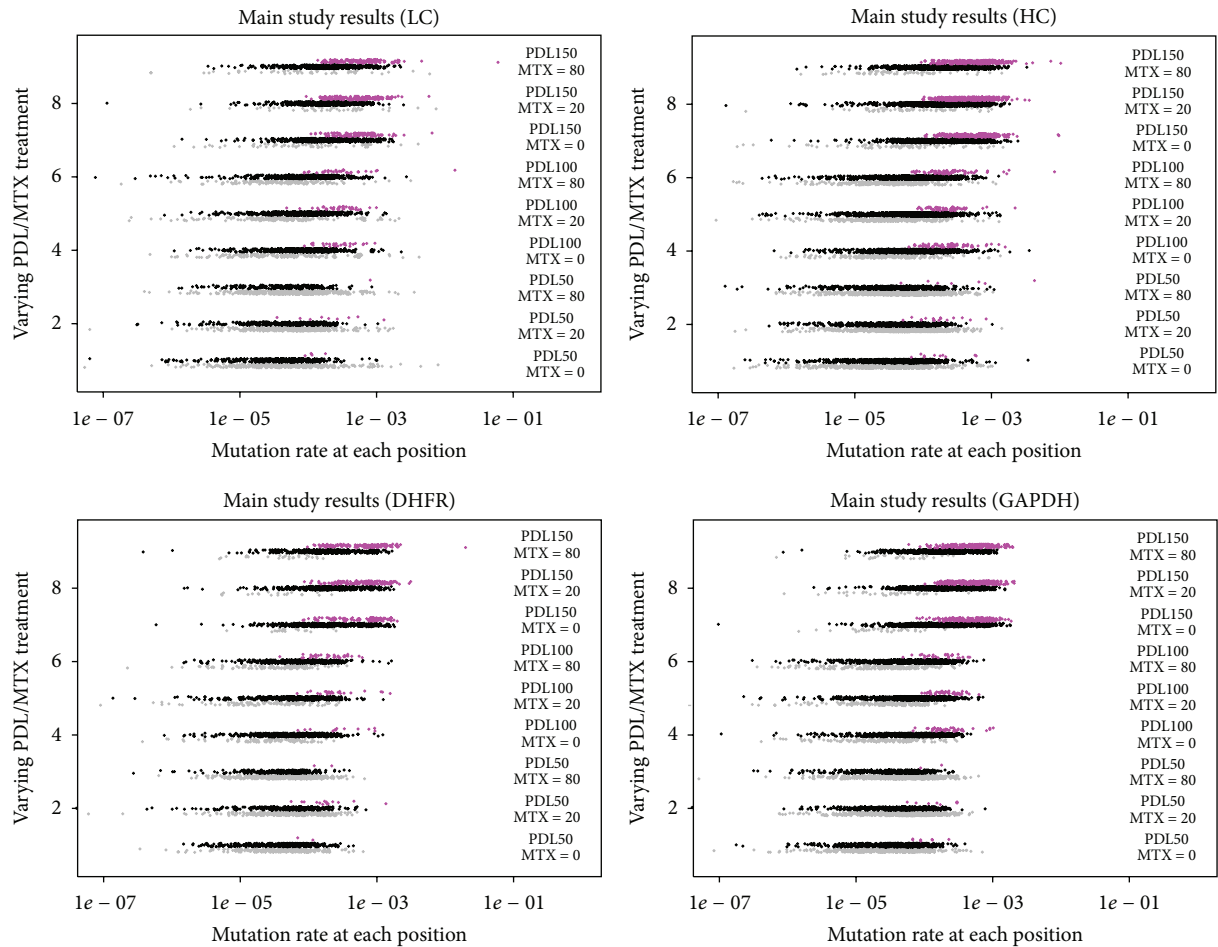 Main study results (LC)
Varying PDL/MTX treatment
8
6
4
2
PDL150
MTX = 80
PDL150
MTX = 20
PDL150
MTX = 0
PDL100
MTX = 80
PDL100
MTX = 20
PDL100
MTX = 0
PDL50
MTX = 80
PDL50
MTX = 20
PDL50
MTX = 0
1e − 07
1e − 05
1e − 03
1e − 01
Mutation rate at each position
Main study results (HC)
Varying PDL/MTX treatment
8
6
4
2
PDL150
MTX = 80
PDL150
MTX = 20
PDL150
MTX = 0
PDL100
MTX = 80
PDL100
MTX = 20
PDL100
MTX = 0
PDL50
MTX = 80
PDL50
MTX = 20
PDL50
MTX = 0
1e − 07
1e − 05
1e − 03
1e − 01
Mutation rate at each position
Main study results (DHFR)
Varying PDL/MTX treatment
8
6
4
2
PDL150
MTX = 80
PDL150
MTX = 20
PDL150
MTX = 0
PDL100
MTX = 80
PDL100
MTX = 20
PDL100
MTX = 0
PDL50
MTX = 80
PDL50
MTX = 20
PDL50
MTX = 0
1e − 07
1e − 05
1e − 03
1e − 01
Mutation rate at each position
Main study results (GAPDH)
Varying PDL/MTX treatment
8
6
4
2
PDL150
MTX = 80
PDL150
MTX = 20
PDL150
MTX = 0
PDL100
MTX = 80
PDL100
MTX = 20
PDL100
MTX = 0
PDL50
MTX = 80
PDL50
MTX = 20
PDL50
MTX = 0
1e − 07
1e − 05
1e − 03
1e − 01
Mutation rate at each position